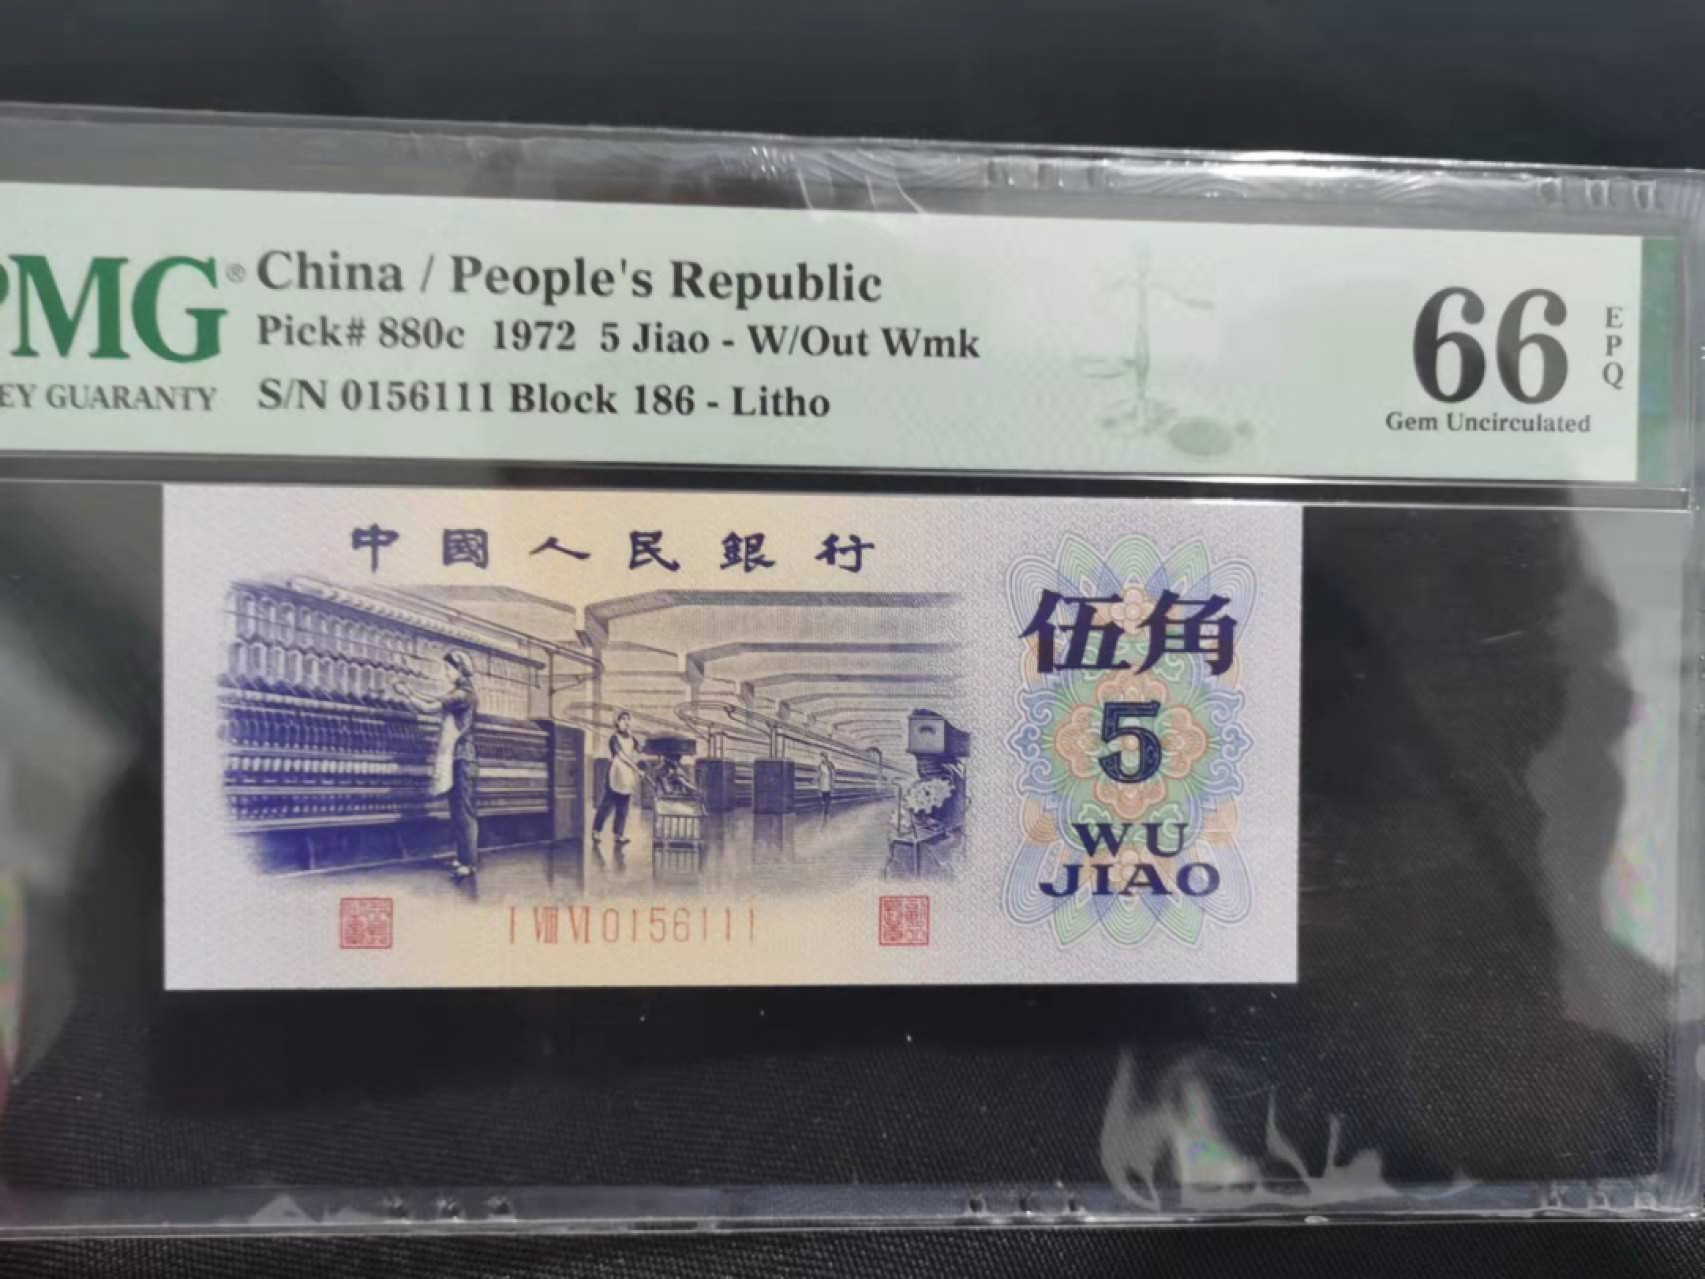 PMG® China / People's Republic
Pick# 880c 1972 5 Jiao - W/Out Wmk
EY GUARANTY S/N 0156111 Block 186 - Litho
66 EPQ
Gem Uncirculated
中國人民銀行
伍角
5
WU
JIAO
I VIII VI 0156111